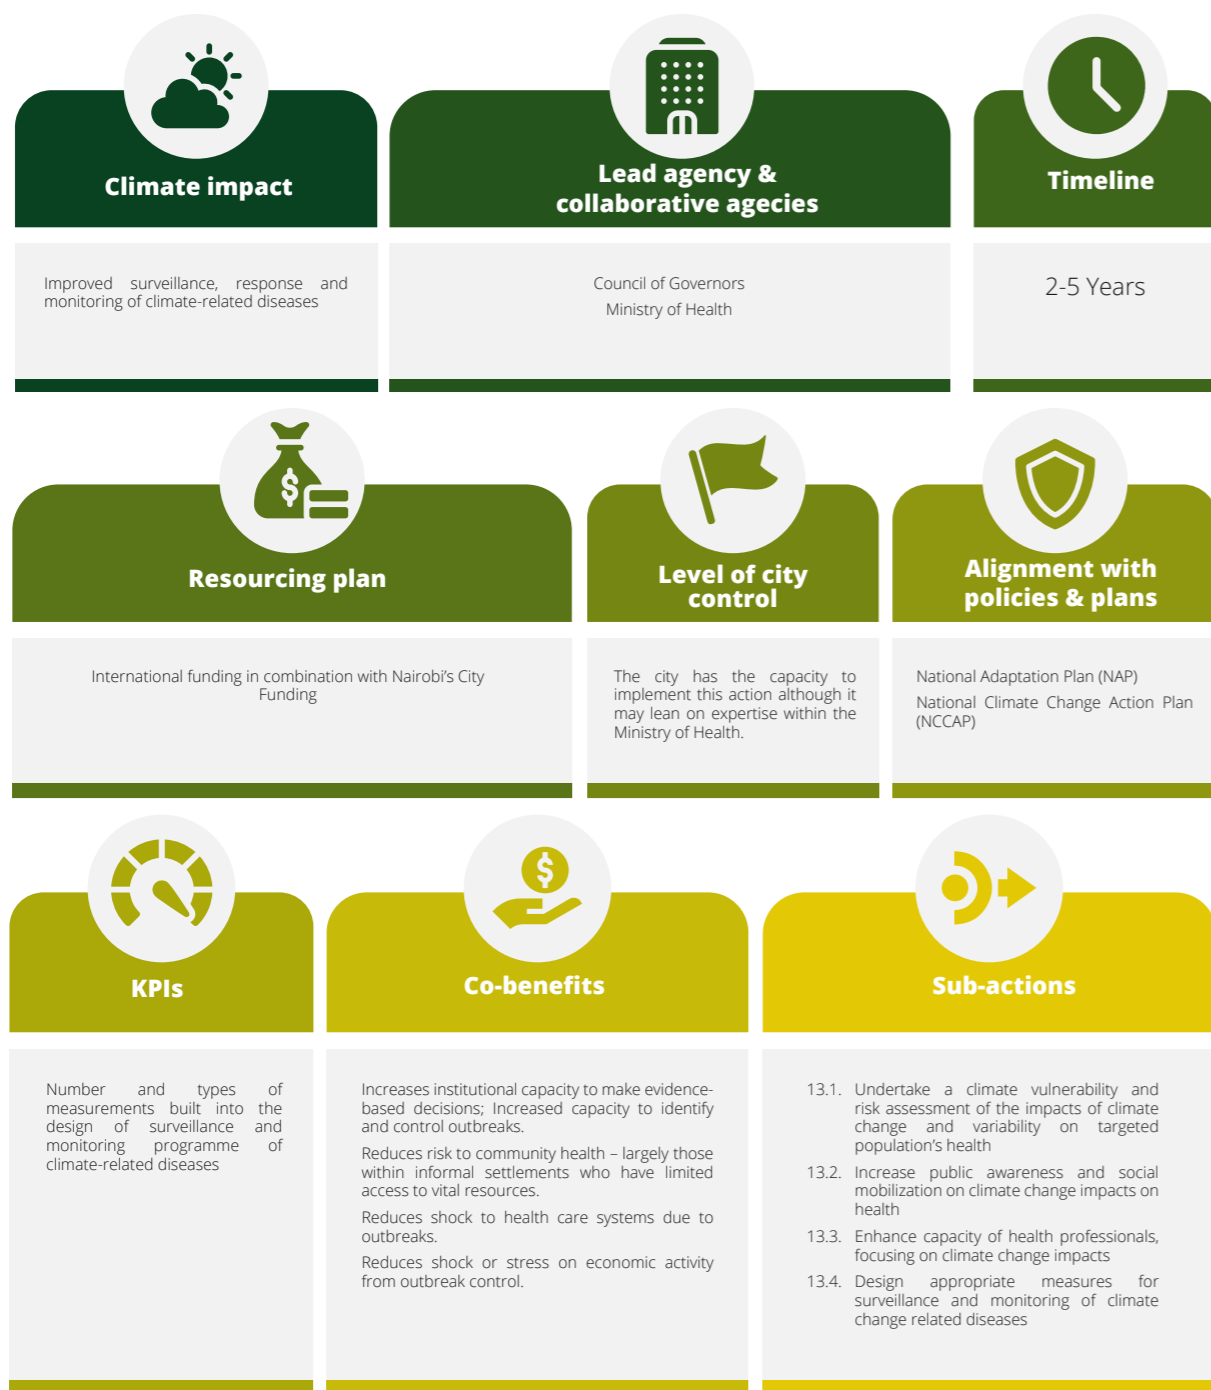 Climate impact
Lead agency &
collaborative agecies
Timeline
Improved surveillance, response and
monitoring of climate-related diseases
Council of Governors
Ministry of Health
2-5 Years
Resourcing plan
Level of city
control
Alignment with
policies & plans
International funding in combination with Nairobi's City
Funding
The city has the capacity to
implement this action although it
may lean on expertise within the
Ministry of Health.
National Adaptation Plan (NAP)
National Climate Change Action Plan
(NCCAP)
KPIs
Co-benefits
Sub-actions
Number and types of
measurements built into the
design of surveillance and
monitoring programme of
climate-related diseases
Increases institutional capacity to make evidence-
based decisions; Increased capacity to identify
and control outbreaks.
Reduces risk to community health – largely those
within informal settlements who have limited
access to vital resources.
Reduces shock to health care systems due to
outbreaks.
Reduces shock or stress on economic activity
from outbreak control.
13.1. Undertake a climate vulnerability and
risk assessment of the impacts of climate
change and variability on targeted
population's health
13.2. Increase public awareness and social
mobilization on climate change impacts on
health
13.3. Enhance capacity of health professionals,
focusing on climate change impacts
13.4. Design appropriate measures for
surveillance and monitoring of climate
change related diseases